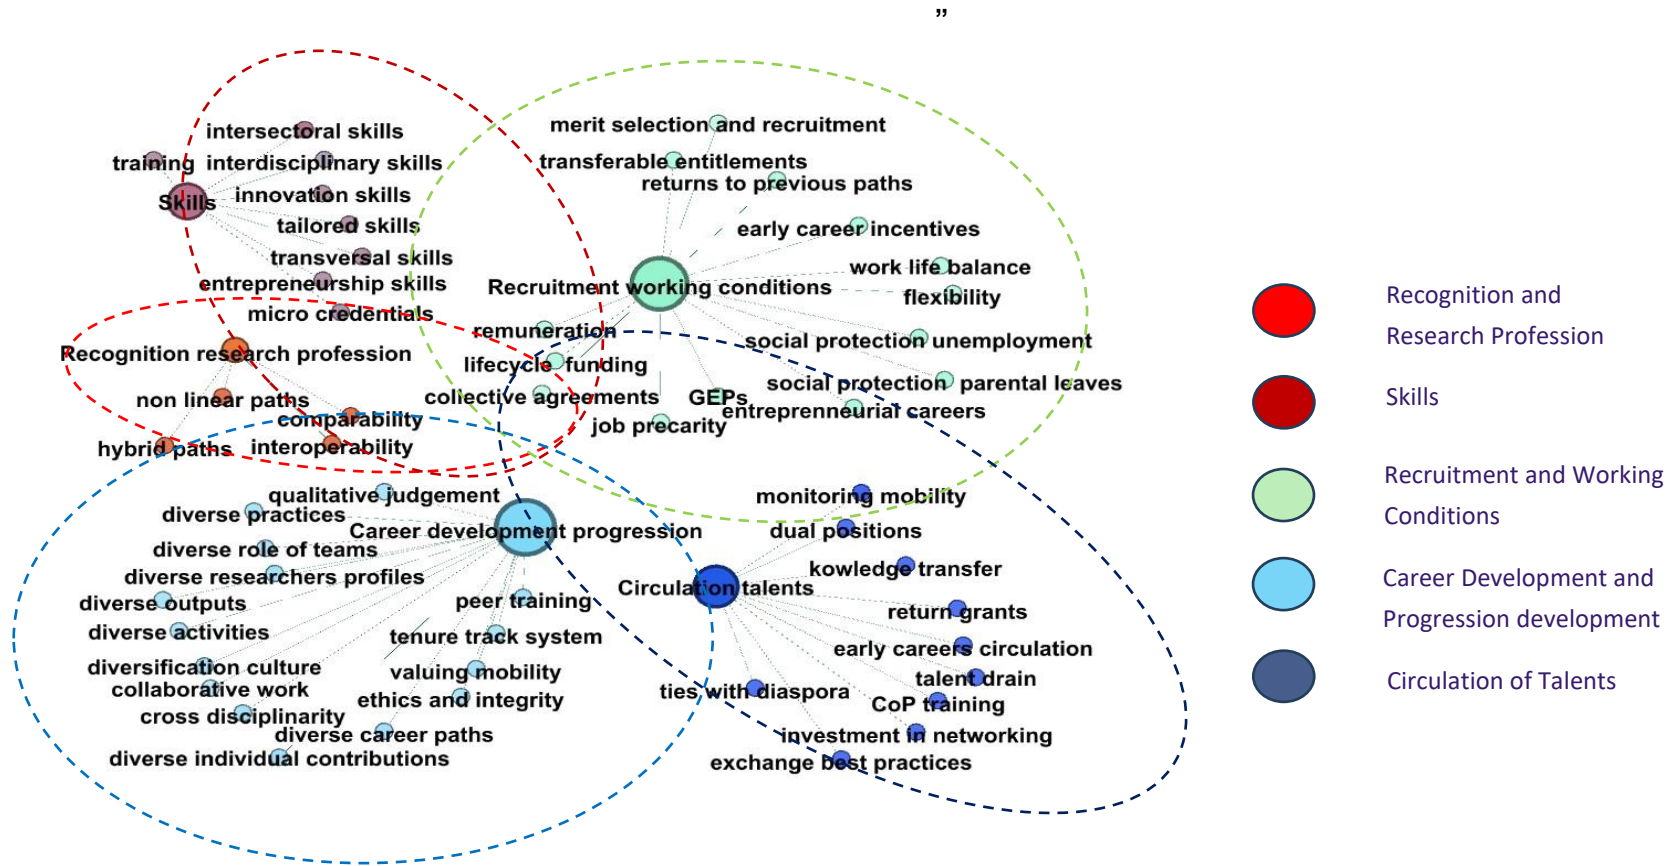 ”
intersectoral skills
training
interdisciplinary skills
Skills
innovation skills
tailored skills
transversal skills
entrepreneurship skills
micro credentials
merit selection and recruitment
transferable entitlements
returns to previous paths
early career incentives
work life balance
Recruitment working conditions
flexibility
remuneration
social protection unemployment
lifecycle funding
social protection parental leaves
collective agreements
GEPs
entreprenneurial careers
job precarity
Recognition research profession
non linear paths
comparability
hybrid paths
interoperability
qualitative judgement
diverse practices
Career development progression
diverse role of teams
diverse researchers profiles
diverse outputs
peer training
diverse activities
tenure track system
diversification culture
valuing mobility
collaborative work
ethics and integrity
cross disciplinarity
diverse career paths
diverse individual contributions
monitoring mobility
dual positions
kowledge transfer
Circulation talents
return grants
early careers circulation
talent drain
ties with diaspora
CoP training
investment in networking
exchange best practices
Recognition and
Research Profession
Skills
Recruitment and Working
Conditions
Career Development and
Progression development
Circulation of Talents